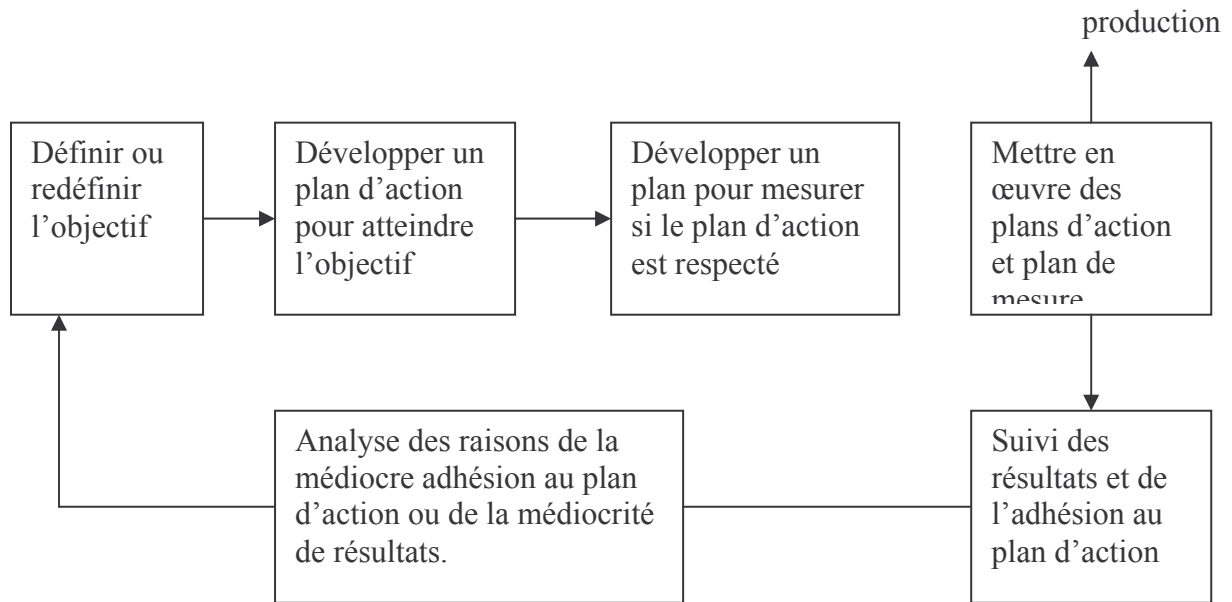 production
Définir ou
redéfinir
l’objectif
Développer un
plan d’action
pour atteindre
l’objectif
Développer un
plan pour mesurer
si le plan d’action
est respecté
Mettre en
œuvre des
plans d’action
et plan de
mesure
Analyse des raisons de la
médiocre adhésion au plan
d’action ou de la médiocrité
de résultats.
Suivi des
résultats et de
l’adhésion au
plan d’action